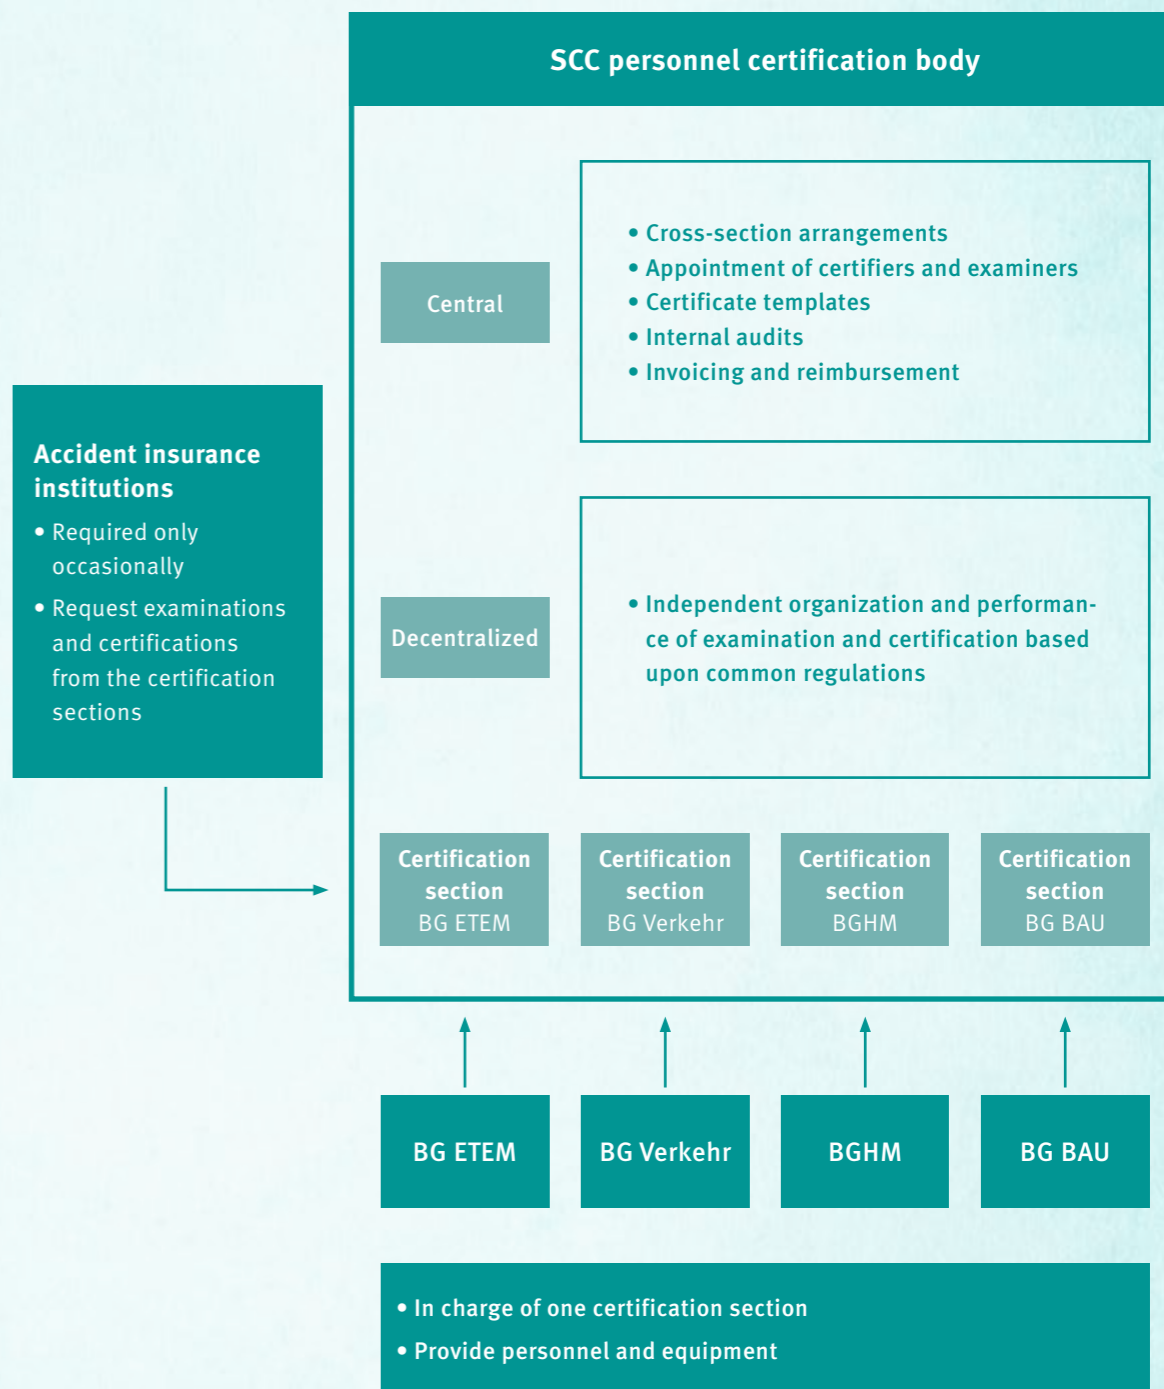 SCC personnel certification body
Central
• Cross-section arrangements
• Appointment of certifiers and examiners
• Certificate templates
• Internal audits
• Invoicing and reimbursement
Accident insurance
institutions
• Required only
occasionally
• Request examinations
and certifications
from the certification
sections
Decentralized
• Independent organization and performan-
ce of examination and certification based
upon common regulations
Certification
section
BG ETEM
Certification
section
BG Verkehr
Certification
section
BGHM
Certification
section
BG BAU
BG ETEM
BG Verkehr
BGHM
BG BAU
• In charge of one certification section
• Provide personnel and equipment